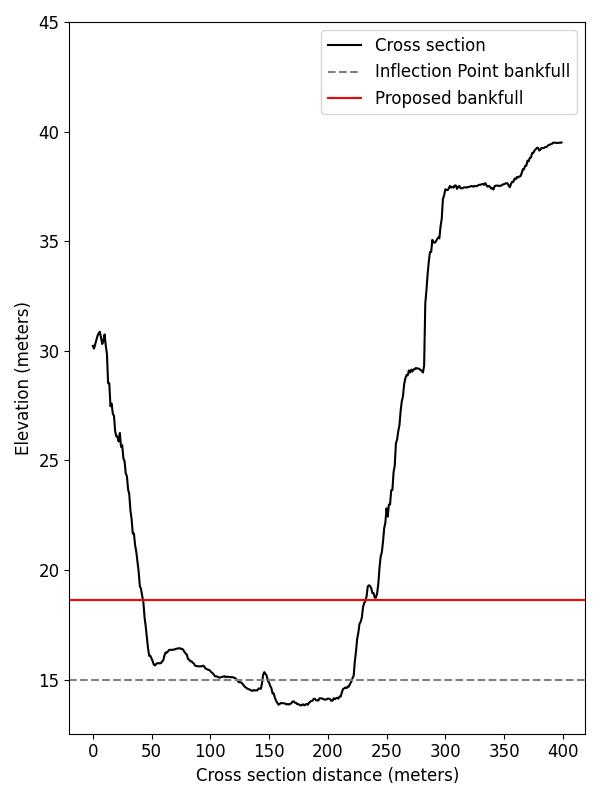 45
40
35
30
25
20
15
Elevation (meters)
Cross section
Inflection Point bankfull
Proposed bankfull
0 50 100 150 200 250 300 350 400
Cross section distance (meters)